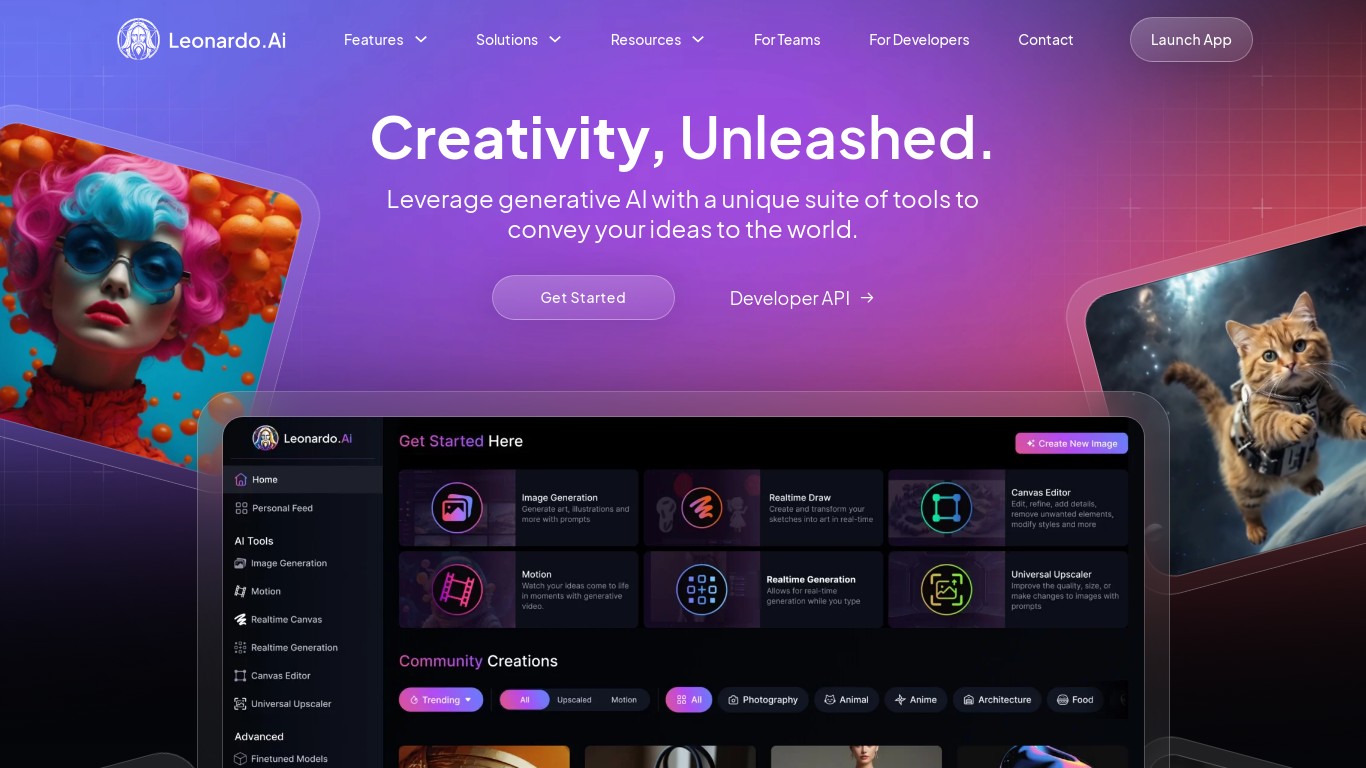 Leonardo.Ai
Features
Solutions
Resources
For Teams
For Developers
Contact
Launch App
Creativity, Unleashed.
Leverage generative AI with a unique suite of tools to
convey your ideas to the world.
Get Started
Developer API →
Leonardo.Ai
Home
Personal Feed
AI Tools
Image Generation
Motion
Realtime Canvas
Realtime Generation
Canvas Editor
Universal Upscaler
Advanced
Finetuned Models
Get Started Here
Create New Image
Image Generation
Generate art, illustrations and
more with prompts
Realtime Draw
Create and transform your
sketches into art in real-time
Canvas Editor
Edit, refine, add details,
remove unwanted elements,
modify styles and more
Motion
Watch your ideas come to life
in moments with generative
video.
Realtime Generation
Allows for real-time
generation while you type
Universal Upscaler
Improve the quality, size, or
make changes to images with
prompts
Community Creations
Trending
All
Upscaled
Motion
All
Photography
Animal
Anime
Architecture
Food